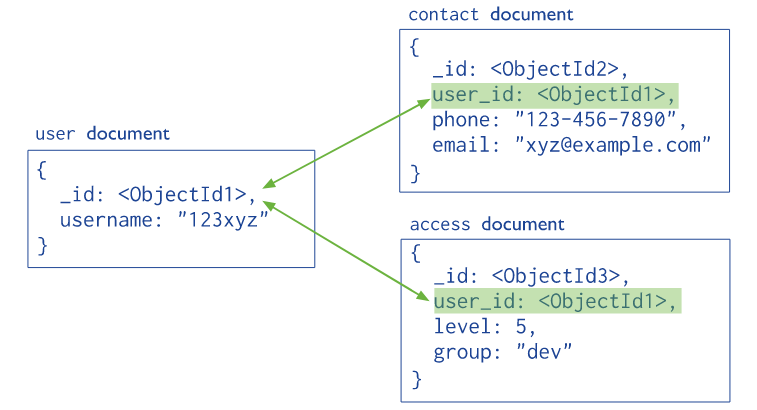 contact document
{
_id: <ObjectId2>,
user_id: <ObjectId1>,
phone: "123-456-7890",
email: "xyz@example.com"
}
user document
{
_id: <ObjectId1>,
username: "123xyz"
}
access document
{
_id: <ObjectId3>,
user_id: <ObjectId1>,
level: 5,
group: "dev"
}